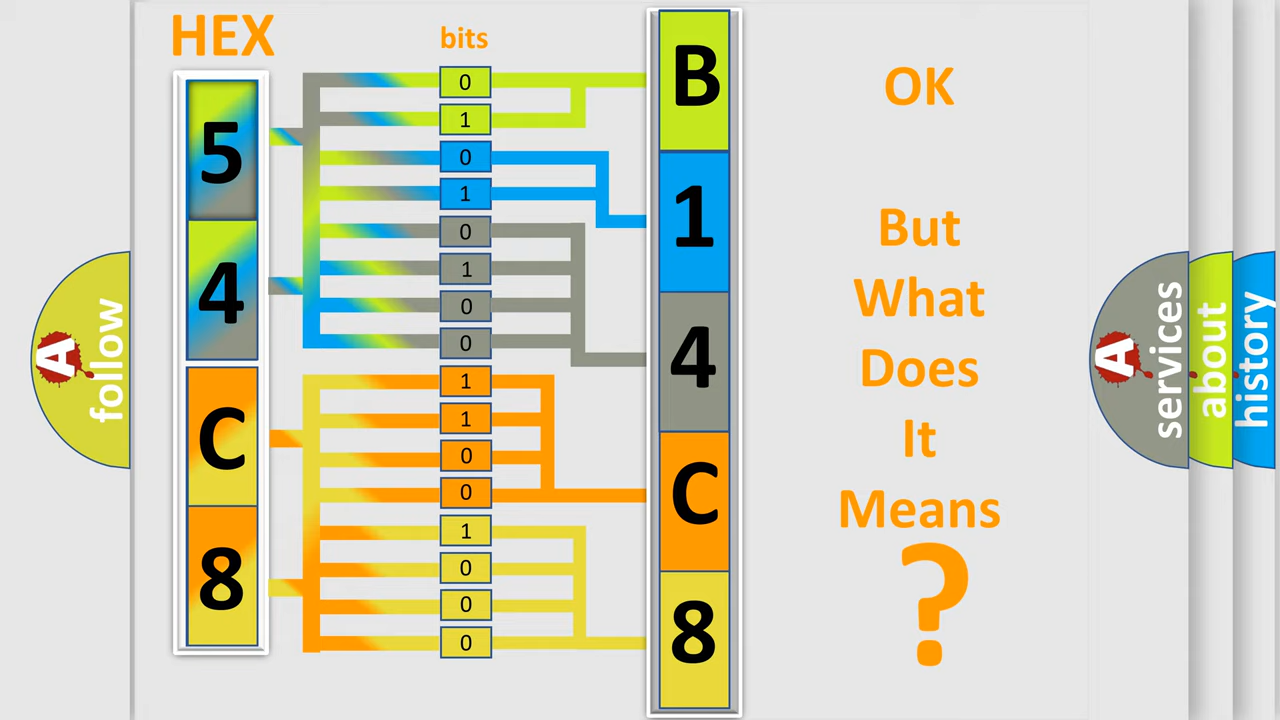 HEX
bits
5
4
C
8
0
1
0
1
0
1
0
0
1
1
0
0
1
0
0
0
B
1
4
C
8
OK
But
What
Does
It
Means
?
A
follow
A
services
about
history